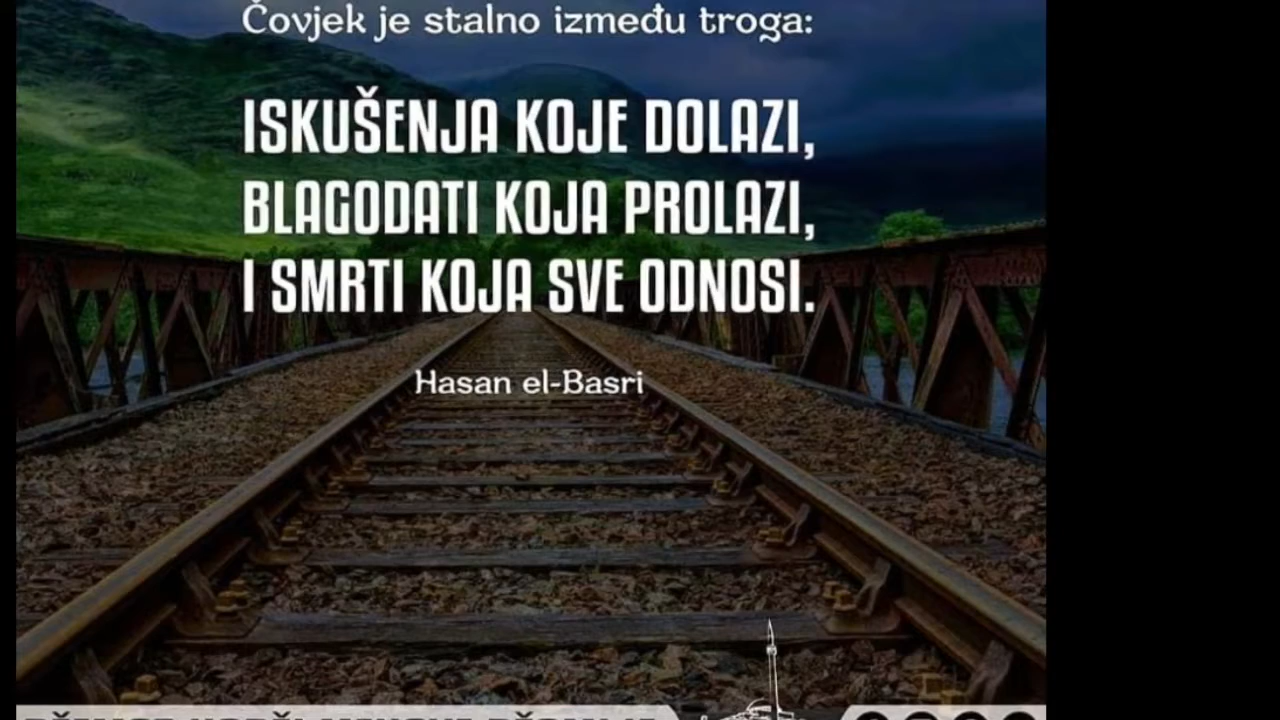 Čovjek je stalno između troga:
ISKUŠENJA KOJE DOLAZI,
BLAGODATI KOJA PROLAZI,
I SMRTI KOJA SVE ODNOSI.
Hasan el-Basri